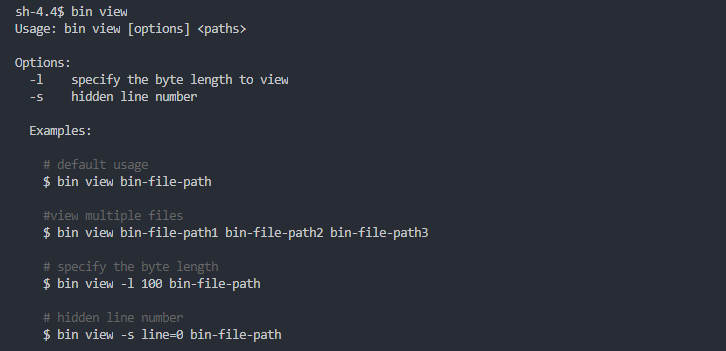 sh-4.4$ bin view
Usage: bin view [options] <paths>
Options:
-l    specify the byte length to view
-s    hidden line number
Examples:
# default usage
$ bin view bin-file-path
#view multiple files
$ bin view bin-file-path1 bin-file-path2 bin-file-path3
# specify the byte length
$ bin view -l 100 bin-file-path
# hidden line number
$ bin view -s line=0 bin-file-path